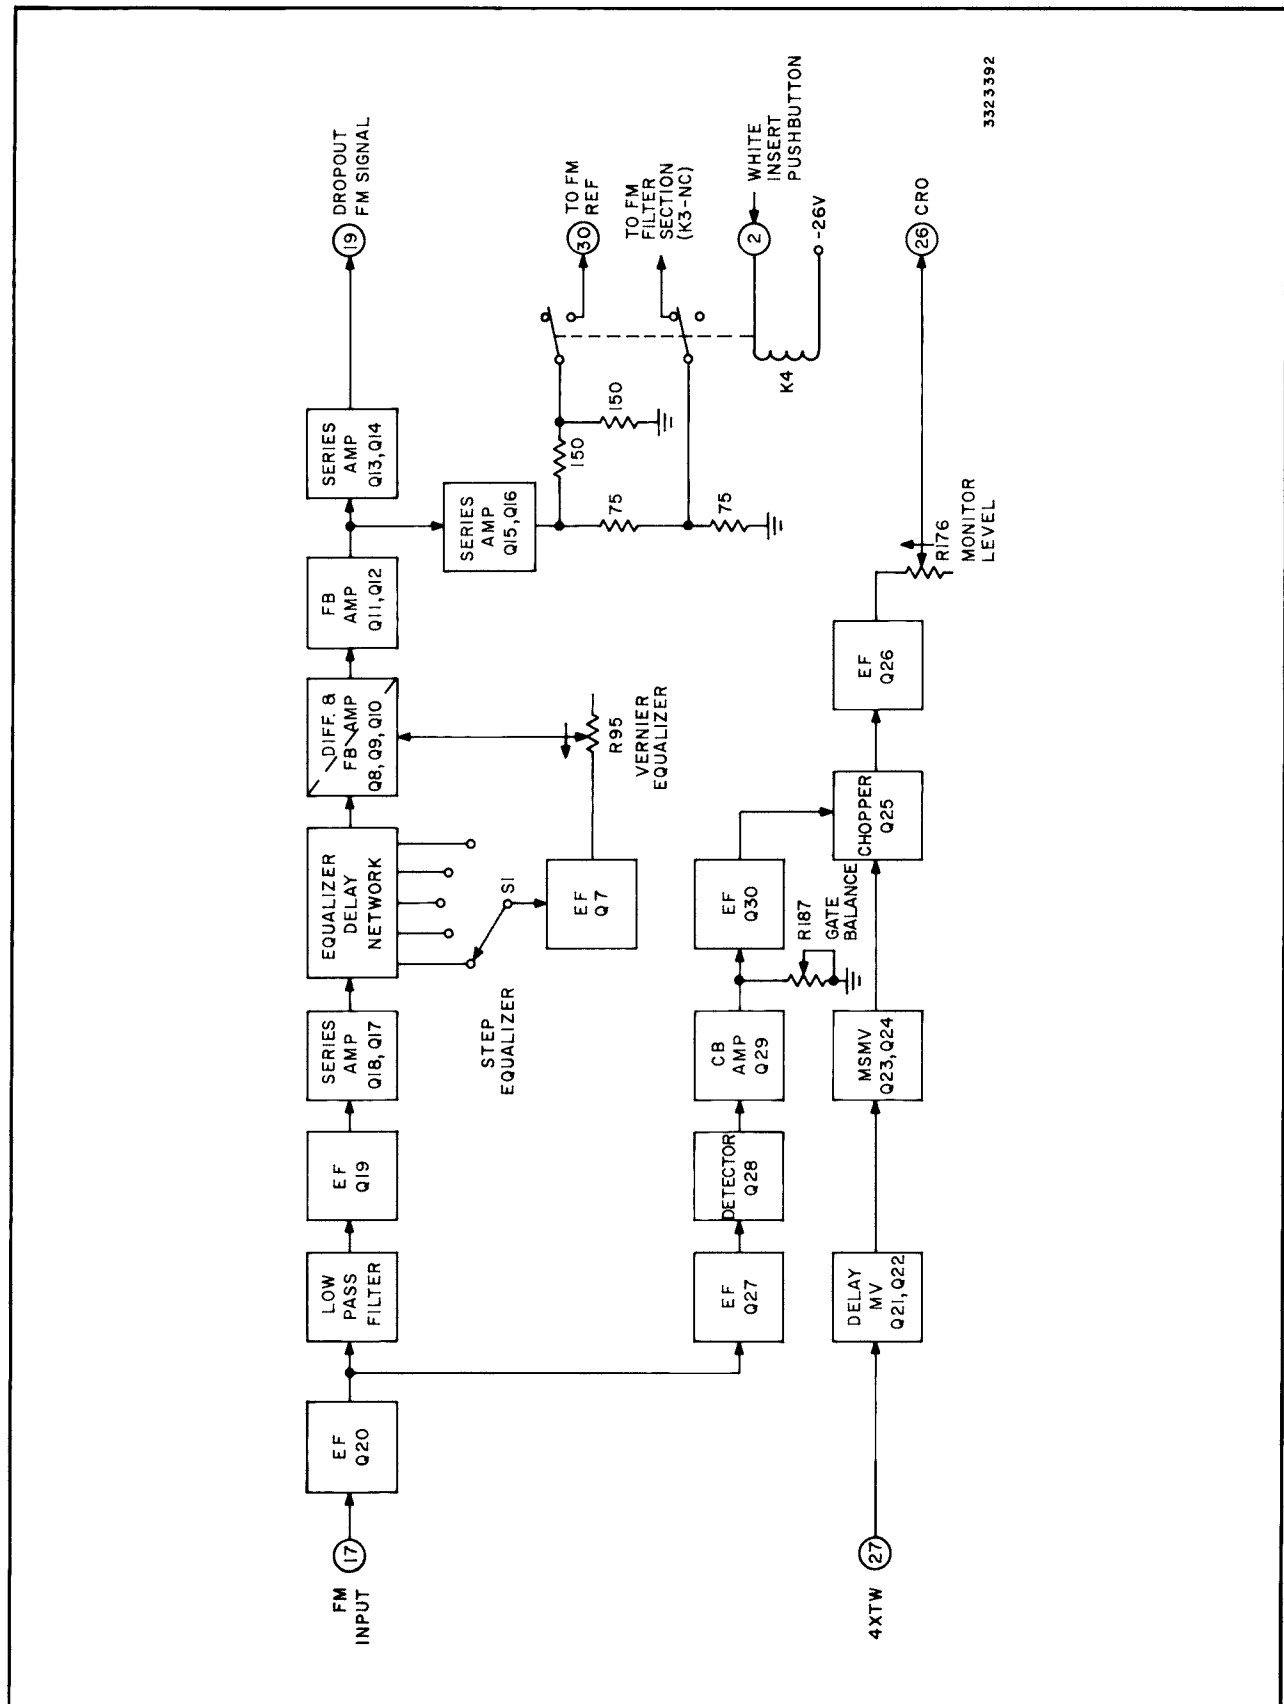 FM
INPUT
17
EF
Q20
LOW
PASS
FILTER
EF
Q19
SERIES
AMP
Q18, Q17
EQUALIZER
DELAY
NETWORK
DIFF. &
FB AMP
Q8, Q9, Q10
FB
AMP
Q11, Q12
SERIES
AMP
Q13, Q14
19
DROPOUT
FM SIGNAL
STEP
EQUALIZER
S1
EF
Q7
R95
VERNIER
EQUALIZER
SERIES
AMP
Q15, Q16
150
150
75
75
30
TO FM
REF
TO FM
FILTER
SECTION
(K3-NC)
2
WHITE
INSERT
PUSHBUTTON
K4
-26V
EF
Q27
DETECTOR
Q28
CB
AMP
Q29
EF
Q30
R187
GATE
BALANCE
4XTW
27
DELAY
MV
Q21, Q22
MSMV
Q23, Q24
CHOPPER
Q25
EF
Q26
R176
MONITOR
LEVEL
26 CRO
3323392